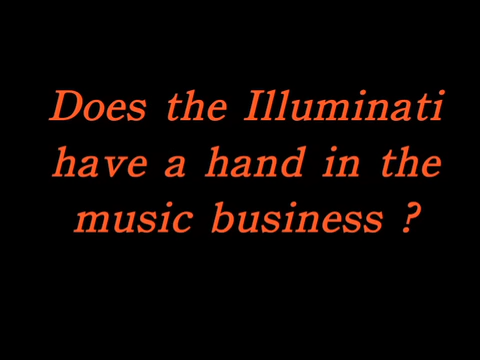 Does the Illuminati
have a hand in the
music business ?